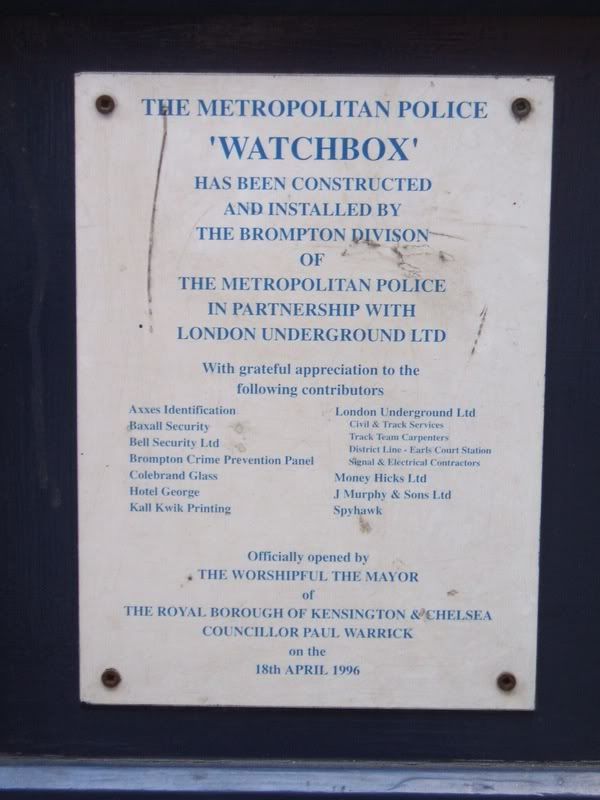 THE METROPOLITAN POLICE
'WATCHBOX'
HAS BEEN CONSTRUCTED
AND INSTALLED BY
THE BROMPTON DIVISON
OF
THE METROPOLITAN POLICE
IN PARTNERSHIP WITH
LONDON UNDERGROUND LTD
With grateful appreciation to the
following contributors
Axxes Identification
Baxall Security
Bell Security Ltd
Brompton Crime Prevention Panel
Colebrand Glass
Hotel George
Kall Kwik Printing
London Underground Ltd
Civil & Track Services
Track Team Carpenters
District Line - Earls Court Station
Signal & Electrical Contractors
Money Hicks Ltd
J Murphy & Sons Ltd
Spyhawk
Officially opened by
THE WORSHIPFUL THE MAYOR
of
THE ROYAL BOROUGH OF KENSINGTON & CHELSEA
COUNCILLOR PAUL WARRICK
on the
18th APRIL 1996